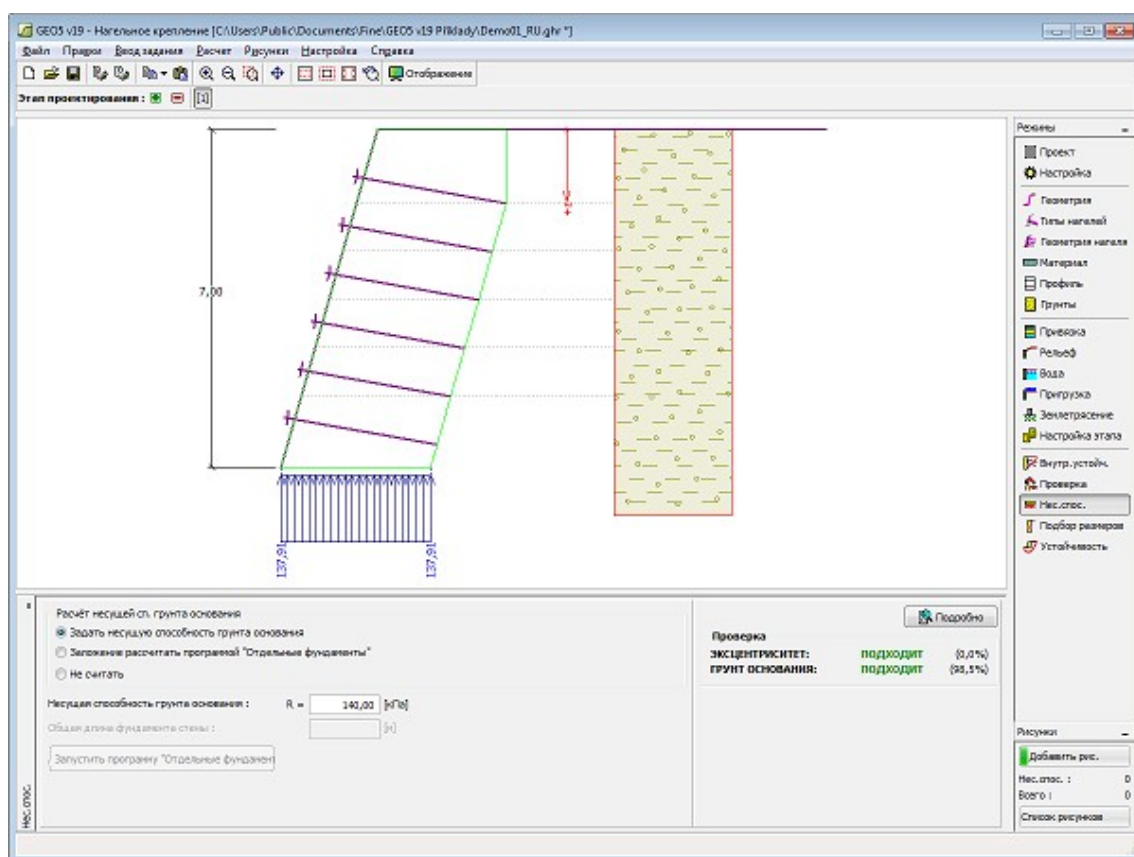 GEO5 v19 - Нагельное крепление [C:\Users\Public\Documents\Fine\GEO5 v19 Příklady\Demo01_RU.ghr *]
Файл Правки Ввод задания Расчет Рисунки Настройка Справка
Отображение
Этап проектирования : [1]
7,00
+z
137,91 137,91
Режимы
Проект
Настройка
Геометрия
Типы нагелей
Геометрия нагеля
Материал
Профиль
Грунты
Привязка
Рельеф
Вода
Пригрузка
Землетрясение
Настройка этапа
Внутр.устойч.
Проверка
Нес.спос.
Подбор размеров
Устойчивость
Расчёт несущей сп. грунта основания
Задать несущую способность грунта основания
Заложение рассчитать программой "Отдельные фундаменты"
Не считать
Несущая способность грунта основания : R = 140,00 [кПа]
Общая длина фундамента стены : [м]
Запустить программу "Отдельные фундамент
Нес.спос.
Подробно
Проверка
ЭКСЦЕНТРИСИТЕТ: ПОДХОДИТ (0,0%)
ГРУНТ ОСНОВАНИЯ: ПОДХОДИТ (98,5%)
Рисунки
Добавить рис.
Нес.спос. : 0
Всего : 0
Список рисунков